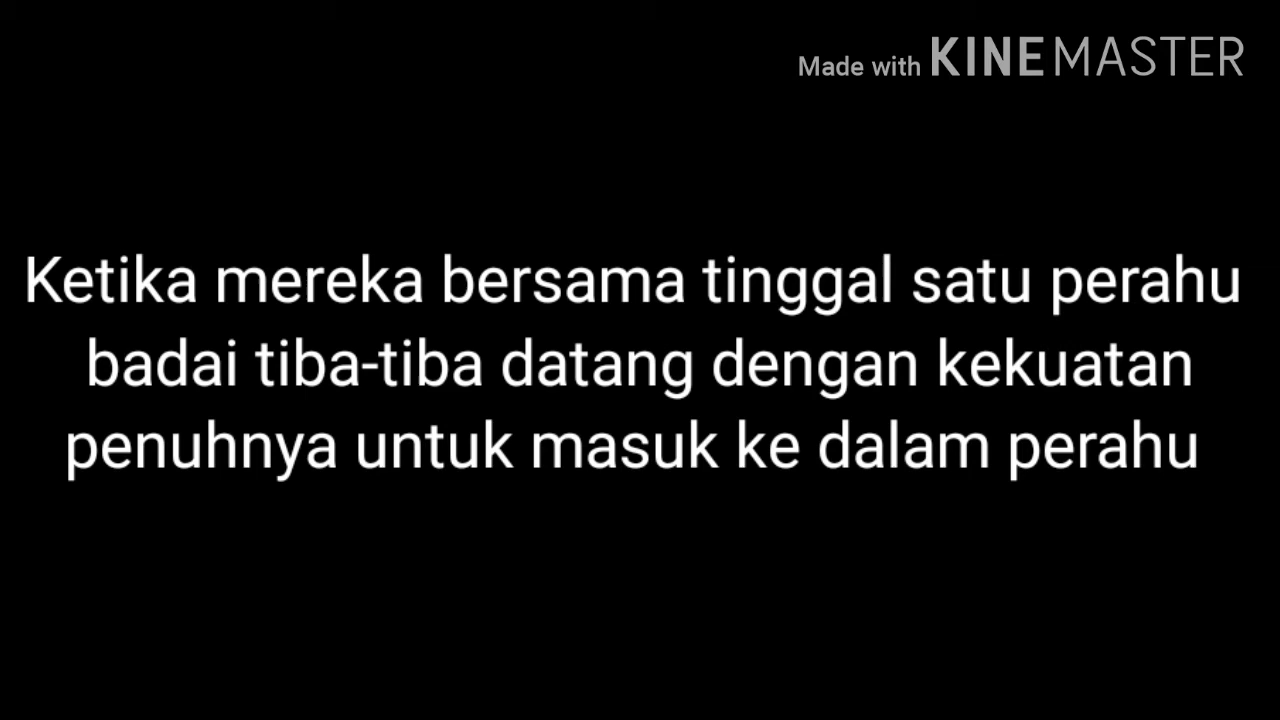 Made with KINEMASTER
Ketika mereka bersama tinggal satu perahu
badai tiba-tiba datang dengan kekuatan
penuhnya untuk masuk ke dalam perahu